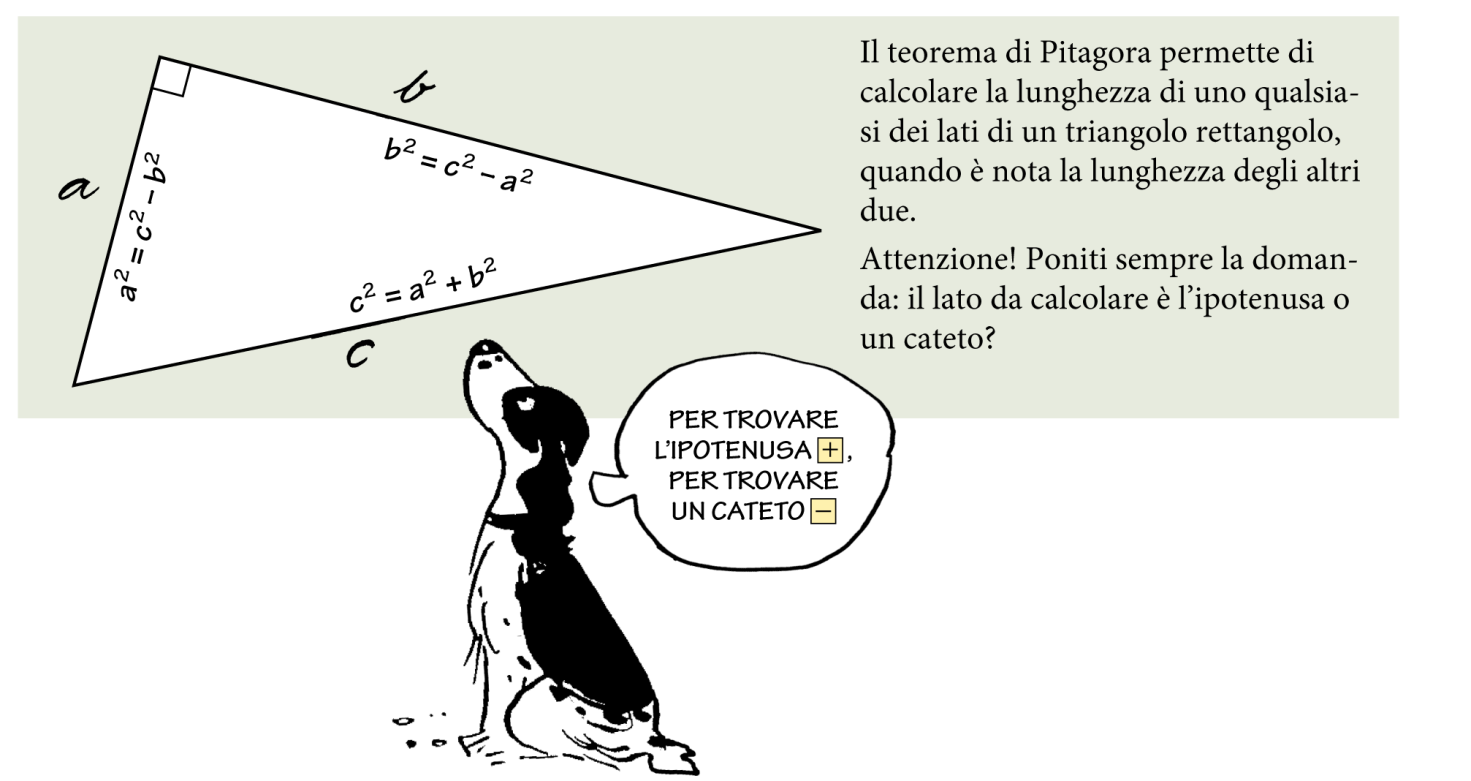 b
b² = c² – a²
a
a² = c² – b²
c² = a² + b²
c
Il teorema di Pitagora permette di
calcolare la lunghezza di uno qualsia-
si dei lati di un triangolo rettangolo,
quando è nota la lunghezza degli altri
due.
Attenzione! Poniti sempre la doman-
da: il lato da calcolare è l’ipotenusa o
un cateto?
PER TROVARE
L’IPOTENUSA +,
PER TROVARE
UN CATETO –